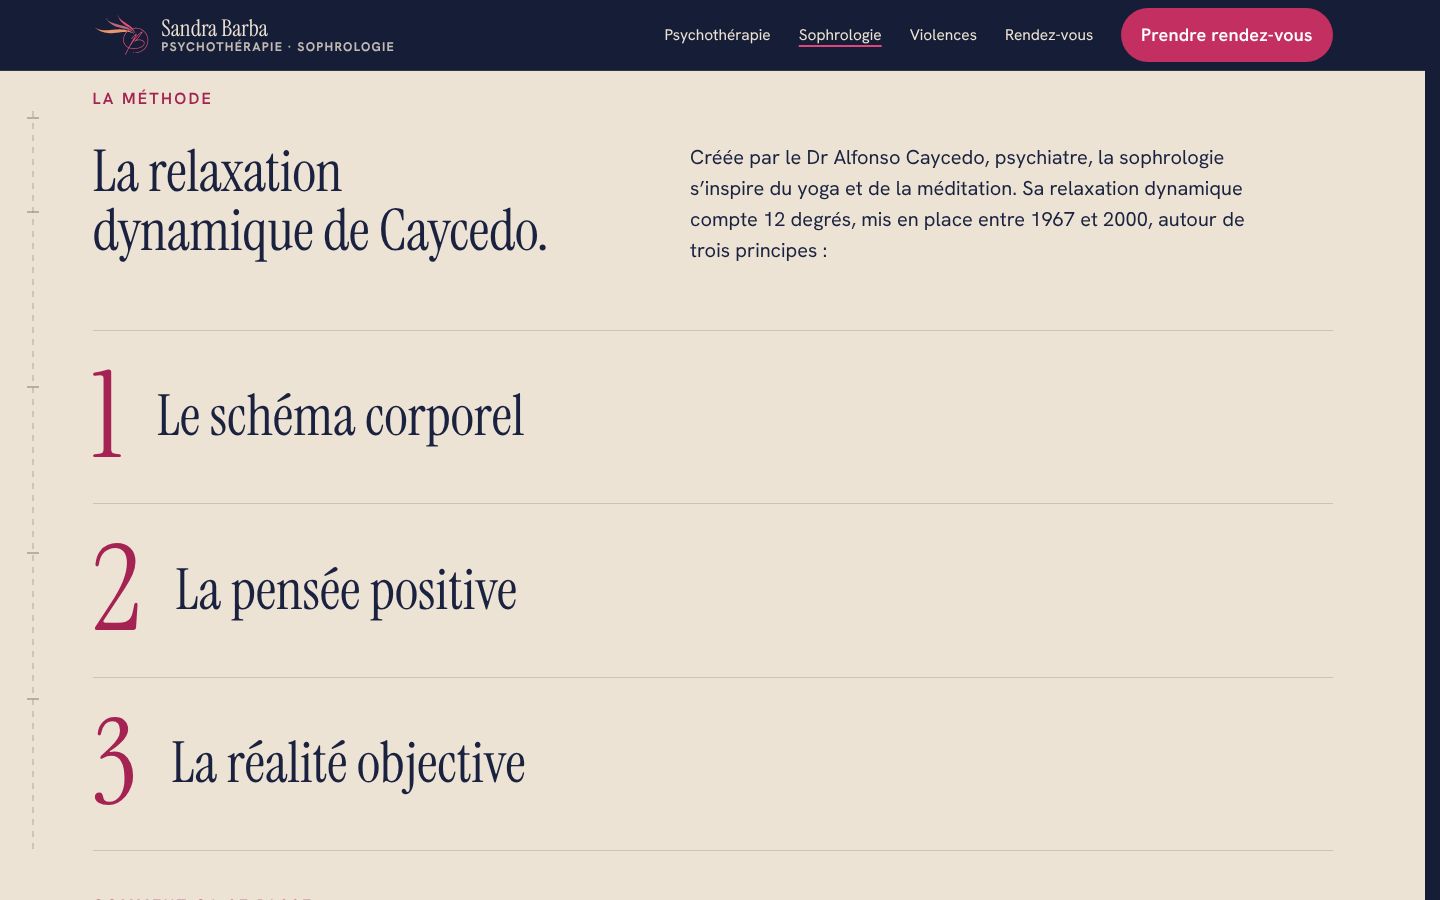 Sandra Barba
PSYCHOTHÉRAPIE · SOPHROLOGIE
Psychothérapie
Sophrologie
Violences
Rendez-vous
Prendre rendez-vous
LA MÉTHODE
La relaxation
dynamique de Caycedo.
Créée par le Dr Alfonso Caycedo, psychiatre, la sophrologie
s’inspire du yoga et de la méditation. Sa relaxation dynamique
compte 12 degrés, mis en place entre 1967 et 2000, autour de
trois principes :
1 Le schéma corporel
2 La pensée positive
3 La réalité objective